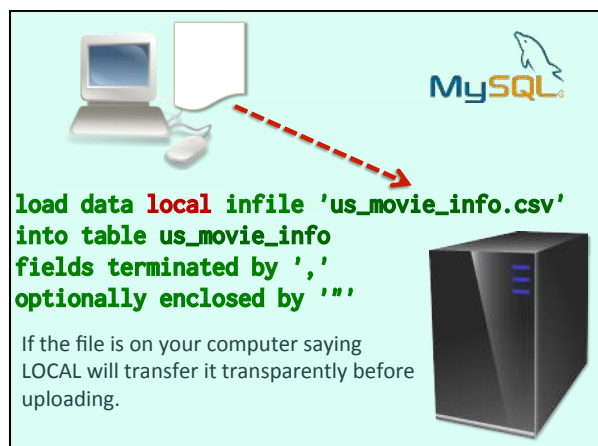 MySQL
load data local infile 'us_movie_info.csv'
into table us_movie_info
fields terminated by ','
optionally enclosed by '"'
If the file is on your computer saying
LOCAL will transfer it transparently before
uploading.